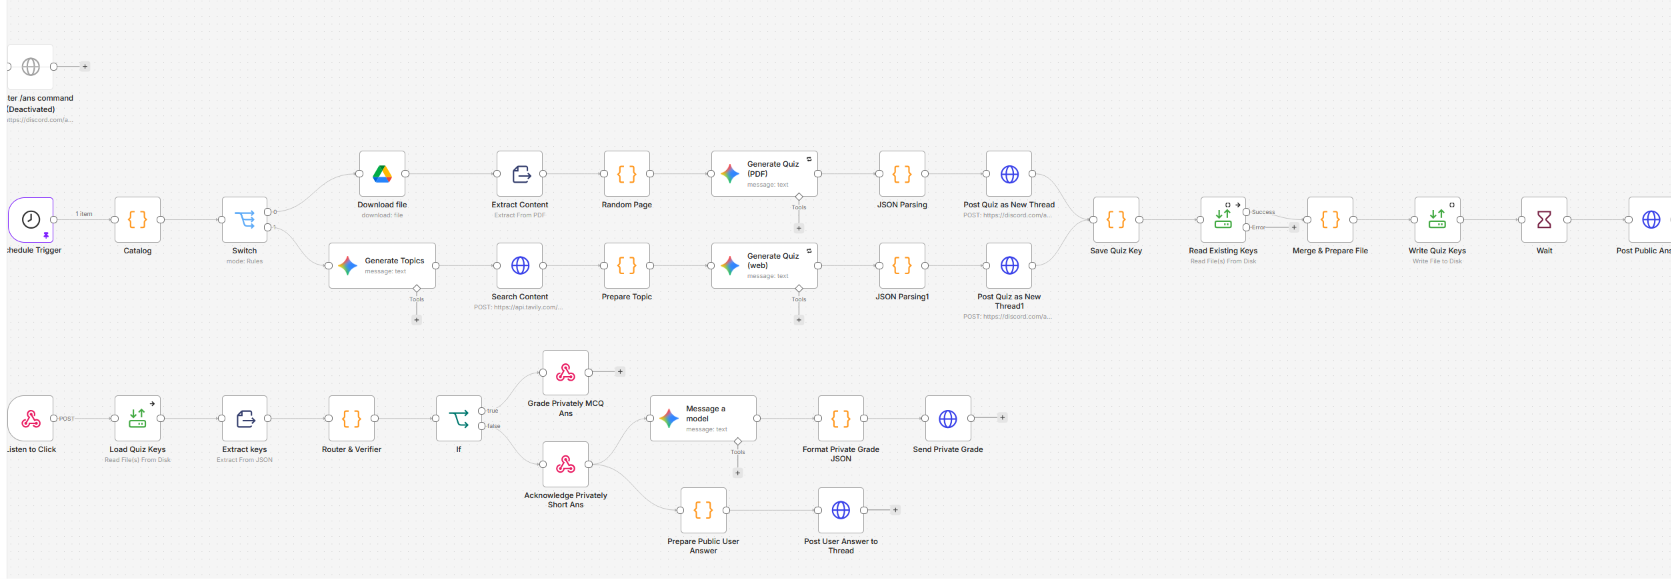 ter /ans command
(Deactivated)
ttps://discord.com/a...
1 item
chedule Trigger
Catalog
Switch
mode: Rules
0
1
Download file
download: file
Extract Content
Extract From PDF
Random Page
Generate Quiz
(PDF)
message: text
Tools
JSON Parsing
Post Quiz as New Thread
POST: https://discord.com/a...
Generate Topics
message: text
Tools
Search Content
POST: https://api.tavily.com/...
Prepare Topic
Generate Quiz
(web)
message: text
Tools
JSON Parsing1
Post Quiz as New
Thread1
POST: https://discord.com/a...
Save Quiz Key
Read Existing Keys
Read File(s) From Disk
Success
Error
Merge & Prepare File
Write Quiz Keys
Write File to Disk
Wait
Post Public Ans
Listen to Click
POST
Load Quiz Keys
Read File(s) From Disk
Extract keys
Extract From JSON
Router & Verifier
If
true
false
Grade Privately MCQ
Ans
Acknowledge Privately
Short Ans
Message a
model
message: text
Tools
Format Private Grade
JSON
Send Private Grade
Prepare Public User
Answer
Post User Answer to
Thread